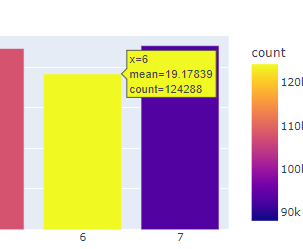 count
x=6
mean=19.17839
count=124288
120k
110k
100k
90k
6
7